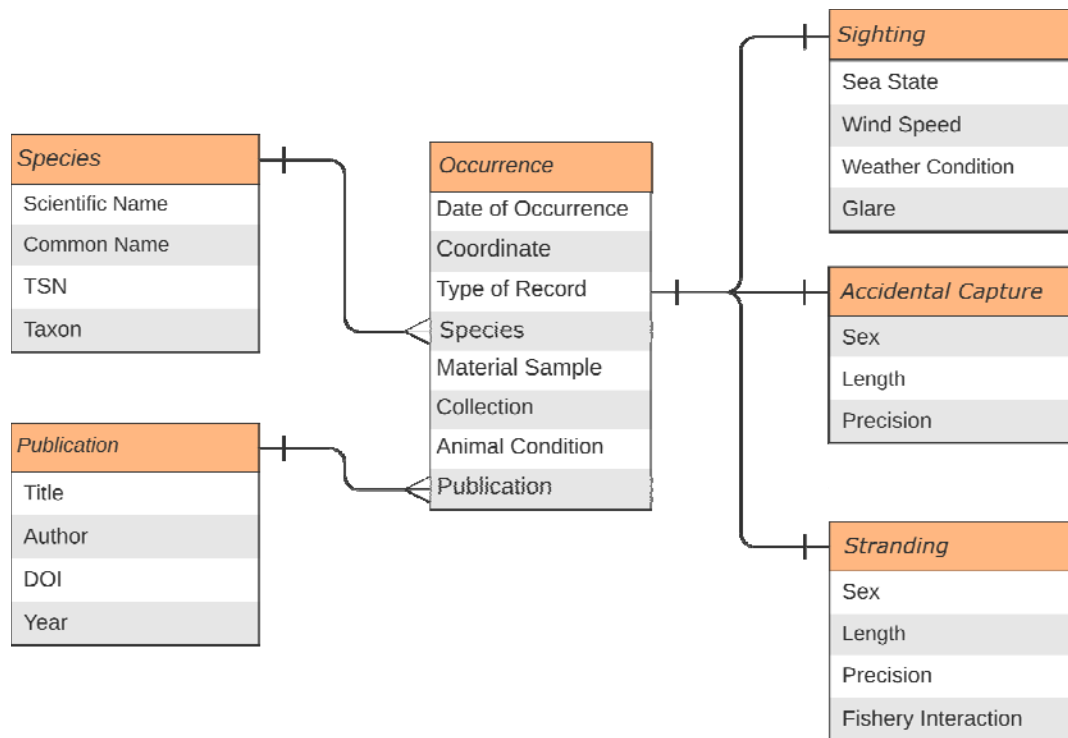 Species
Scientific Name
Common Name
TSN
Taxon
Publication
Title
Author
DOI
Year
Occurrence
Date of Occurrence
Coordinate
Type of Record
Species
Material Sample
Collection
Animal Condition
Publication
Sighting
Sea State
Wind Speed
Weather Condition
Glare
Accidental Capture
Sex
Length
Precision
Stranding
Sex
Length
Precision
Fishery Interaction